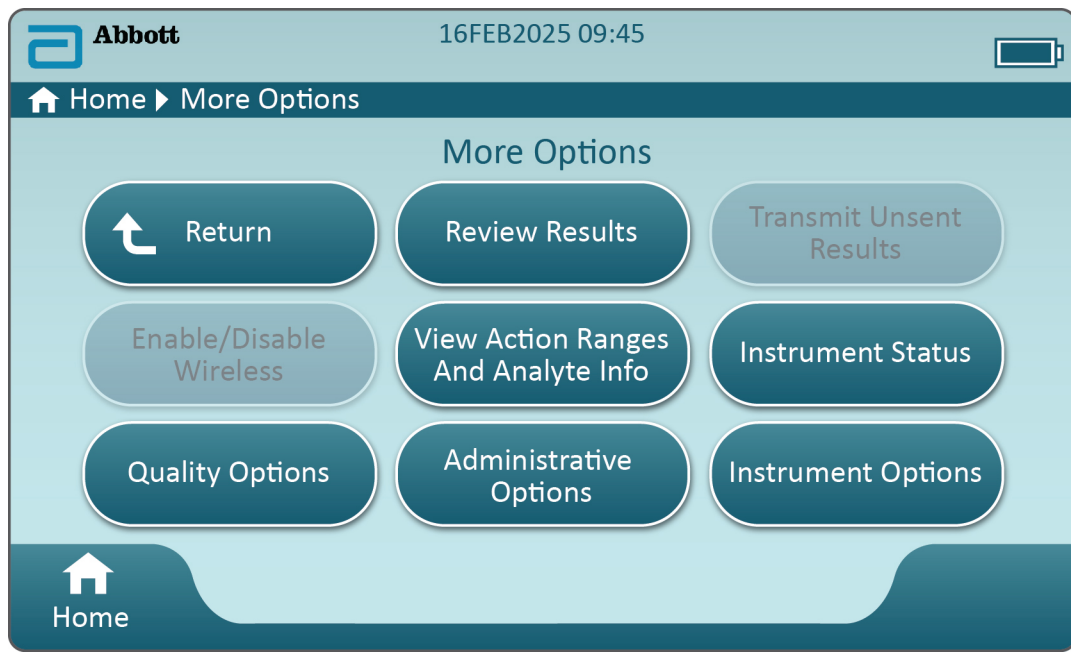 Abbott
16FEB2025 09:45
Home More Options
More Options
Return
Review Results
Transmit Unsent
Results
Enable/Disable
Wireless
View Action Ranges
And Analyte Info
Instrument Status
Quality Options
Administrative
Options
Instrument Options
Home